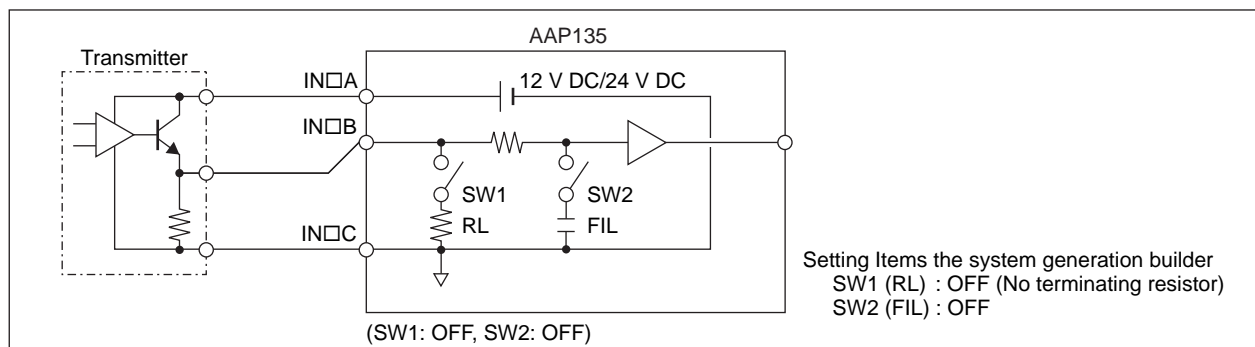 AAP135
Transmitter
IN□A
12 V DC/24 V DC
IN□B
SW1
SW2
RL
FIL
IN□C
Setting Items the system generation builder
SW1 (RL) : OFF (No terminating resistor)
SW2 (FIL) : OFF
(SW1: OFF, SW2: OFF)